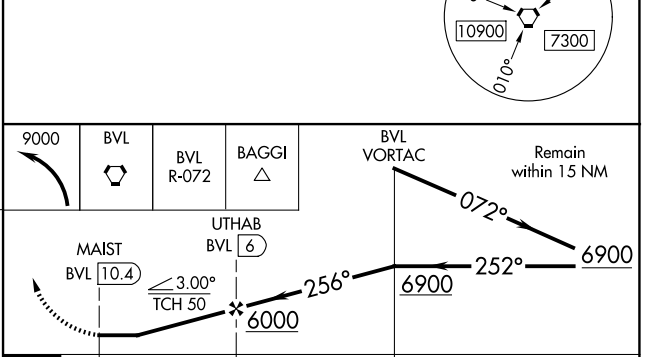 10900
7300
010°
9000
BVL
BVL
R-072
BAGGI
BVL
VORTAC
Remain
within 15 NM
072°
6900
252°
6900
256°
UTHAB
BVL 6
6000
MAIST
BVL 10.4
3.00°
TCH 50